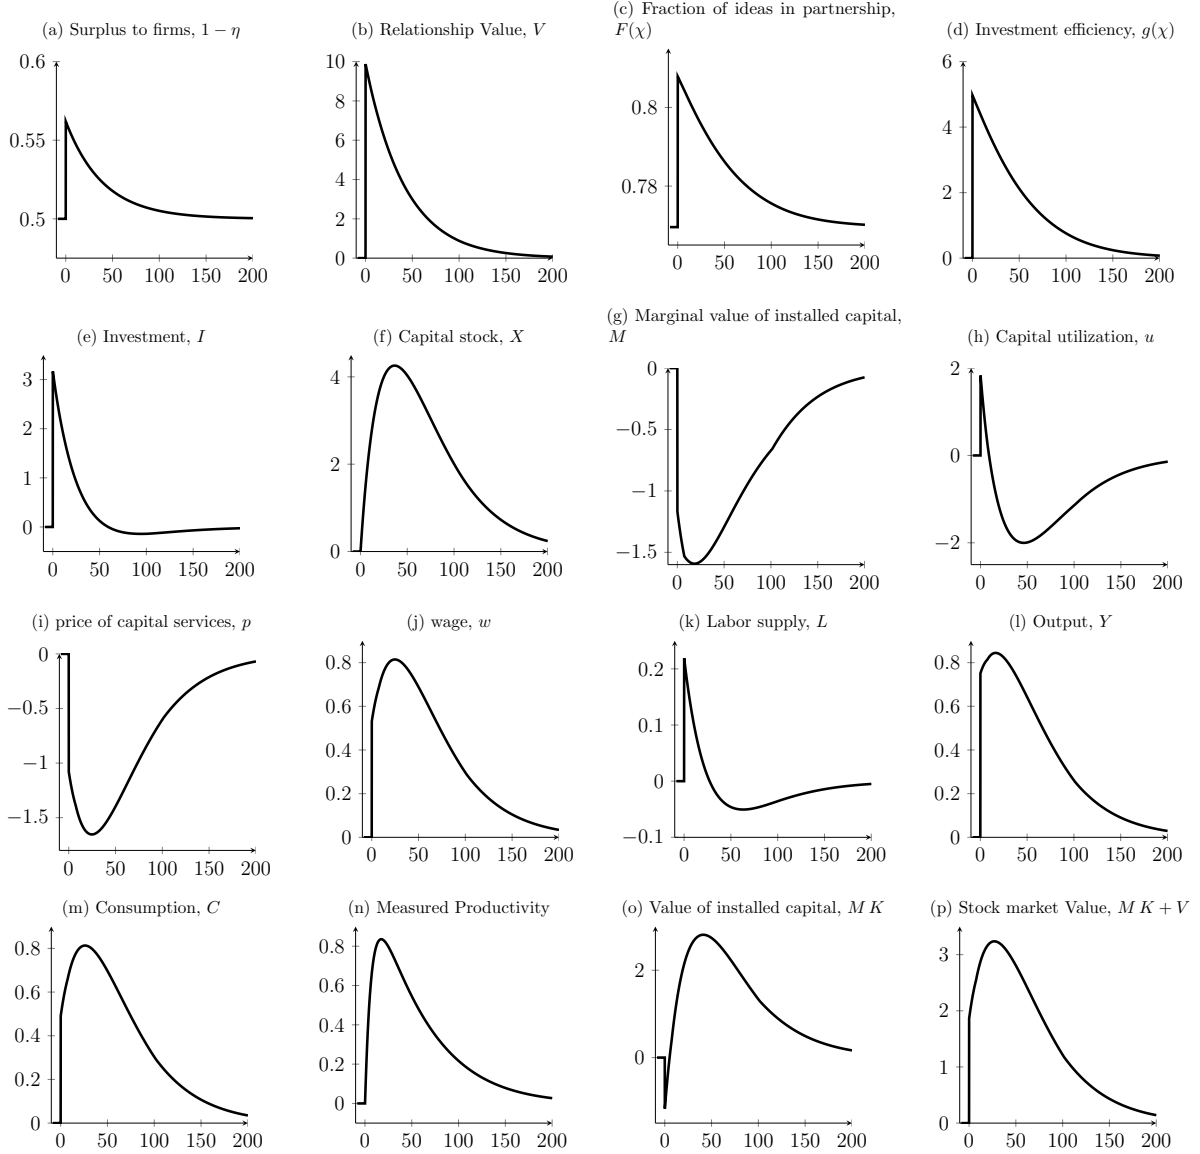 (a) Surplus to firms, 1 − η
0.6
0.55
0.5
0 50 100 150 200
(b) Relationship Value, V
10
8
6
4
2
0
0 50 100 150 200
(c) Fraction of ideas in partnership,
F(χ)
0.8
0.78
0 50 100 150 200
(d) Investment efficiency, g(χ)
6
4
2
0
0 50 100 150 200
(e) Investment, I
3
2
1
0
0 50 100 150 200
(f) Capital stock, X
4
2
0
0 50 100 150 200
(g) Marginal value of installed capital,
M
0
−0.5
−1
−1.5
0 50 100 150 200
(h) Capital utilization, u
2
0
−2
0 50 100 150 200
(i) price of capital services, p
0
−0.5
−1
−1.5
0 50 100 150 200
(j) wage, w
0.8
0.6
0.4
0.2
0
0 50 100 150 200
(k) Labor supply, L
0.2
0.1
0
−0.1
0 50 100 150 200
(l) Output, Y
0.8
0.6
0.4
0.2
0
0 50 100 150 200
(m) Consumption, C
0.8
0.6
0.4
0.2
0
0 50 100 150 200
(n) Measured Productivity
0.8
0.6
0.4
0.2
0
0 50 100 150 200
(o) Value of installed capital, M K
2
0
0 50 100 150 200
(p) Stock market Value, M K + V
3
2
1
0
0 50 100 150 200